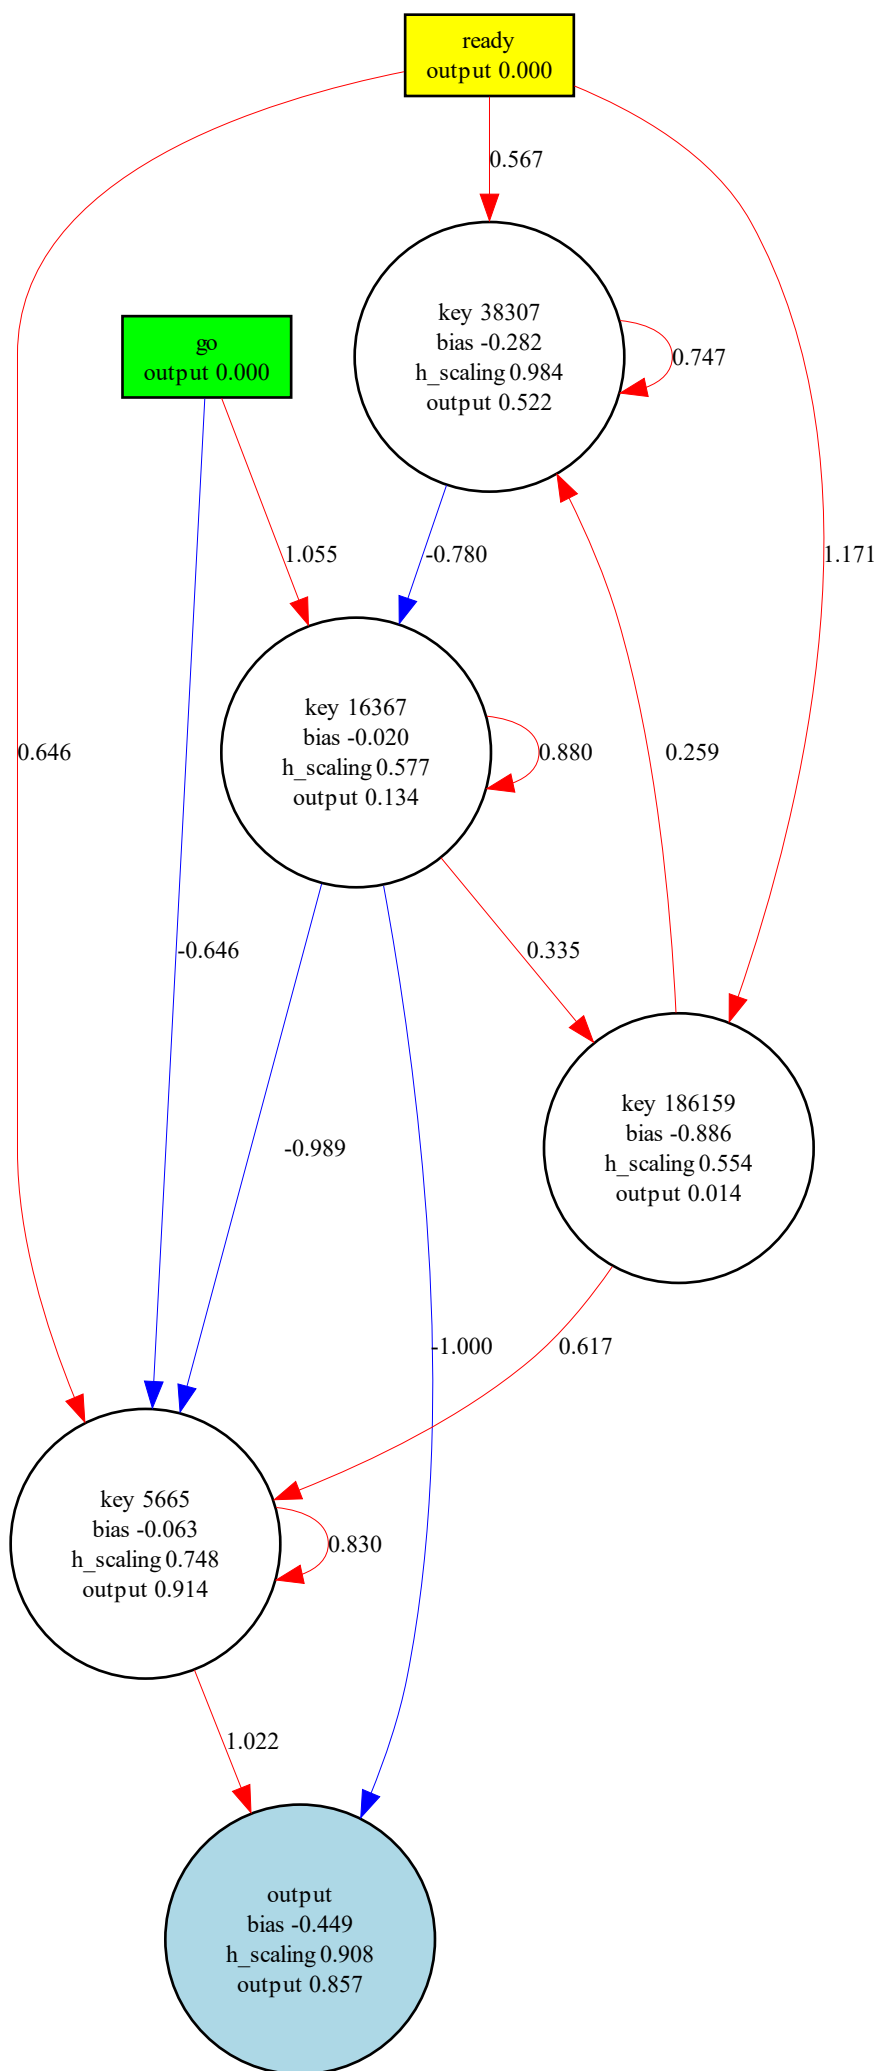 ready
output 0.000
0.567
key 38307
bias -0.282
h_scaling 0.984
output 0.522
0.747
go
output 0.000
1.055
-0.780
1.171
key 16367
bias -0.020
h_scaling 0.577
output 0.134
0.880
0.646
0.259
-0.646
0.335
key 186159
bias -0.886
h_scaling 0.554
output 0.014
-0.989
-1.000
0.617
key 5665
bias -0.063
h_scaling 0.748
output 0.914
0.830
1.022
output
bias -0.449
h_scaling 0.908
output 0.857